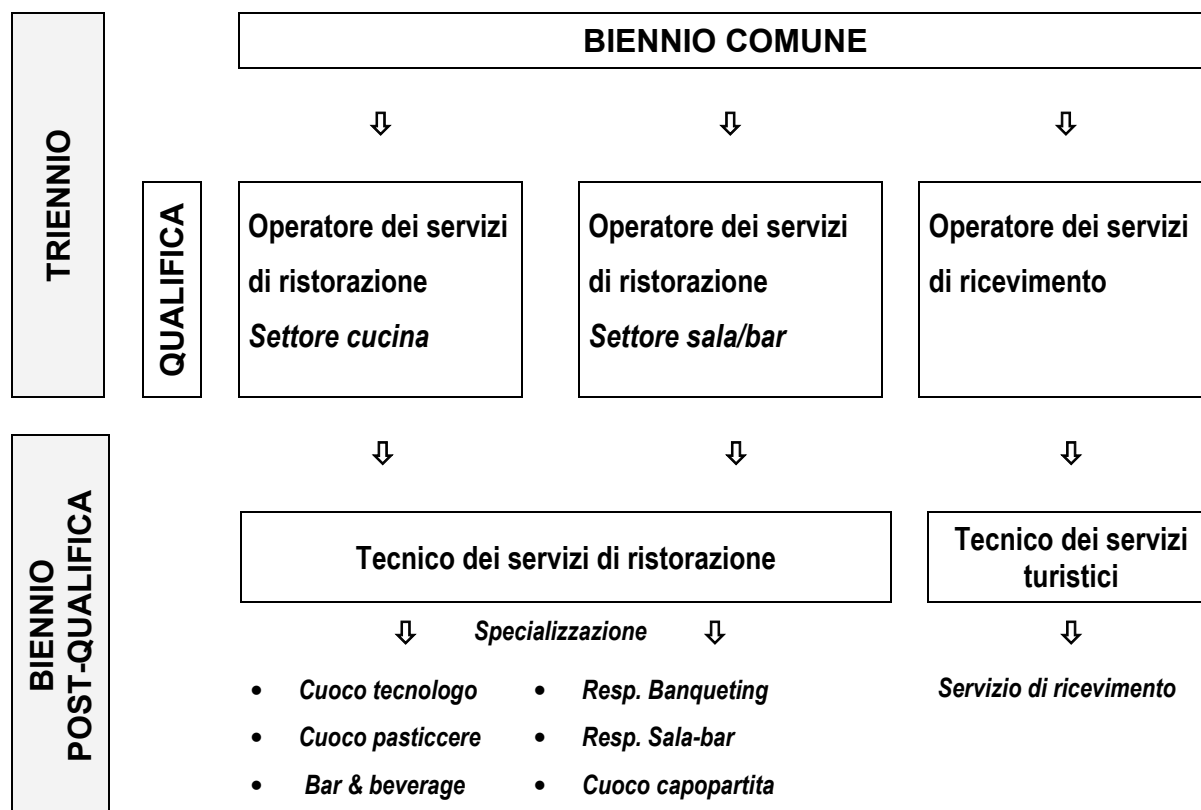 BIENNIO COMUNE
TRIENNIO
QUALIFICA
Operatore dei servizi
di ristorazione
Settore cucina
Operatore dei servizi
di ristorazione
Settore sala/bar
Operatore dei servizi
di ricevimento
BIENNIO
POST-QUALIFICA
Tecnico dei servizi di ristorazione
Tecnico dei servizi
turistici
Specializzazione
• Cuoco tecnologo
• Cuoco pasticcere
• Bar & beverage
• Resp. Banqueting
• Resp. Sala-bar
• Cuoco capopartita
Servizio di ricevimento